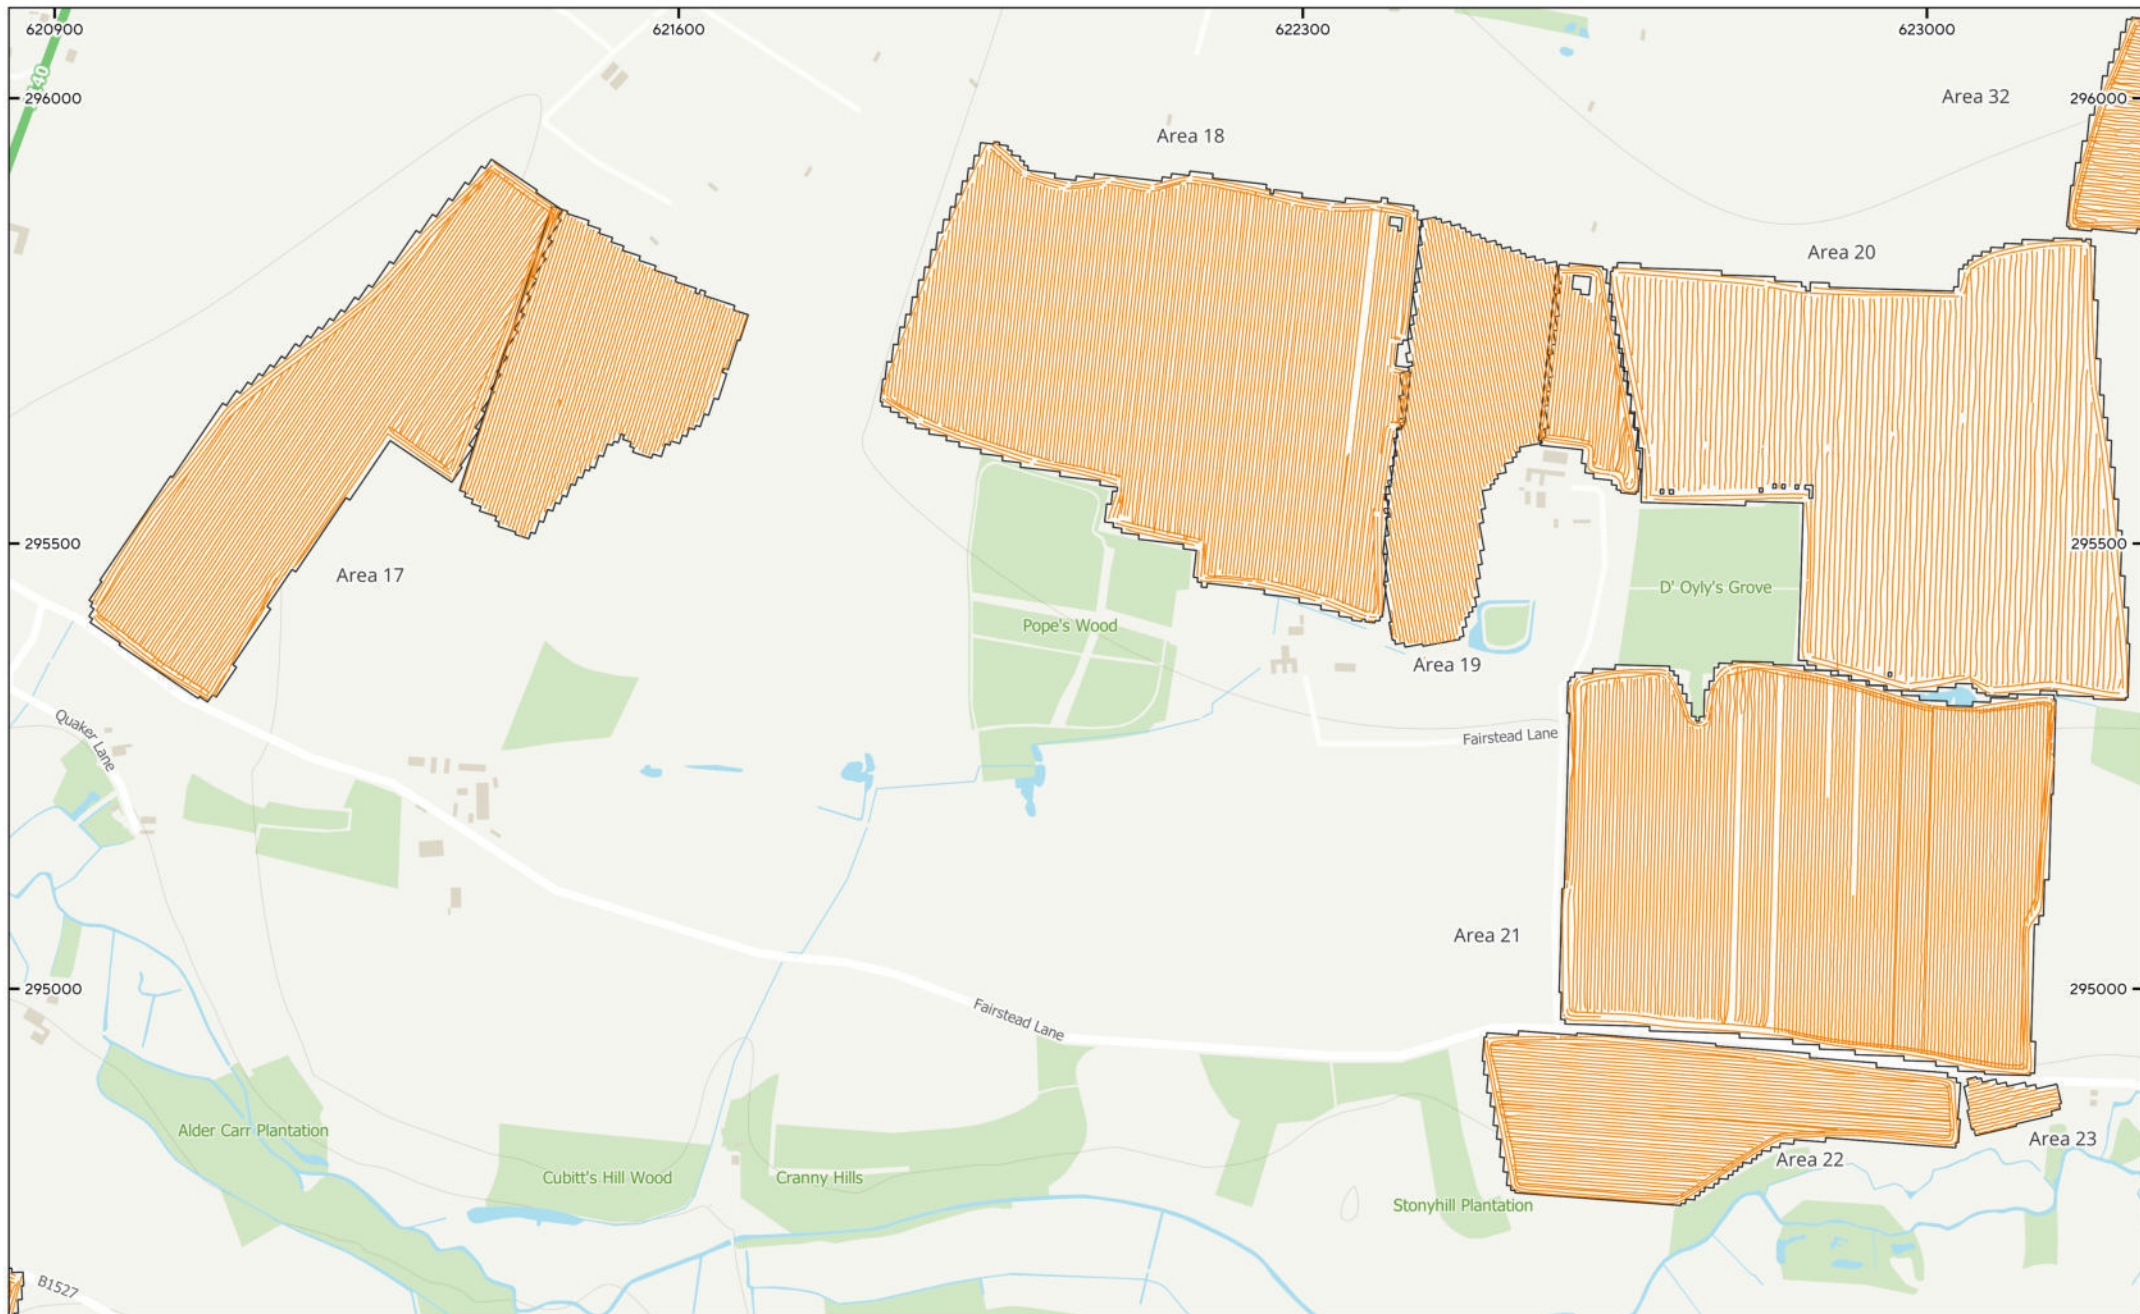 620900
621600
622300
623000
296000
Area 32
296000
Area 18
Area 20
295500
295500
Area 17
D' Oyly's Grove
Pope's Wood
Area 19
Quaker Lane
Fairstead Lane
Area 21
295000
295000
Fairstead Lane
Alder Carr Plantation
Area 23
Area 22
Cubitt's Hill Wood
Cranny Hills
Stonyhill Plantation
B1527